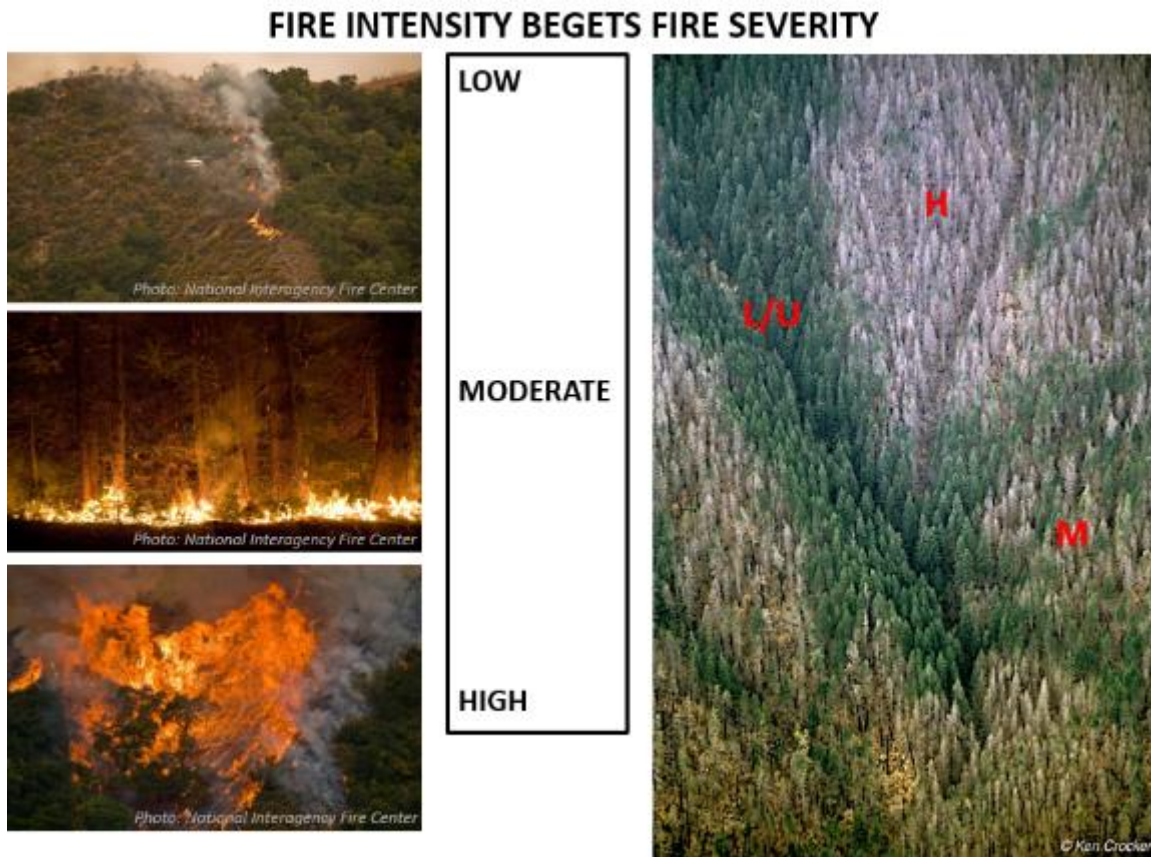 FIRE INTENSITY BEGETS FIRE SEVERITY
Photo: National Interagency Fire Center
Photo: National Interagency Fire Center
Photo: National Interagency Fire Center
LOW
MODERATE
HIGH
H
L/U
M
© Ken Crocker